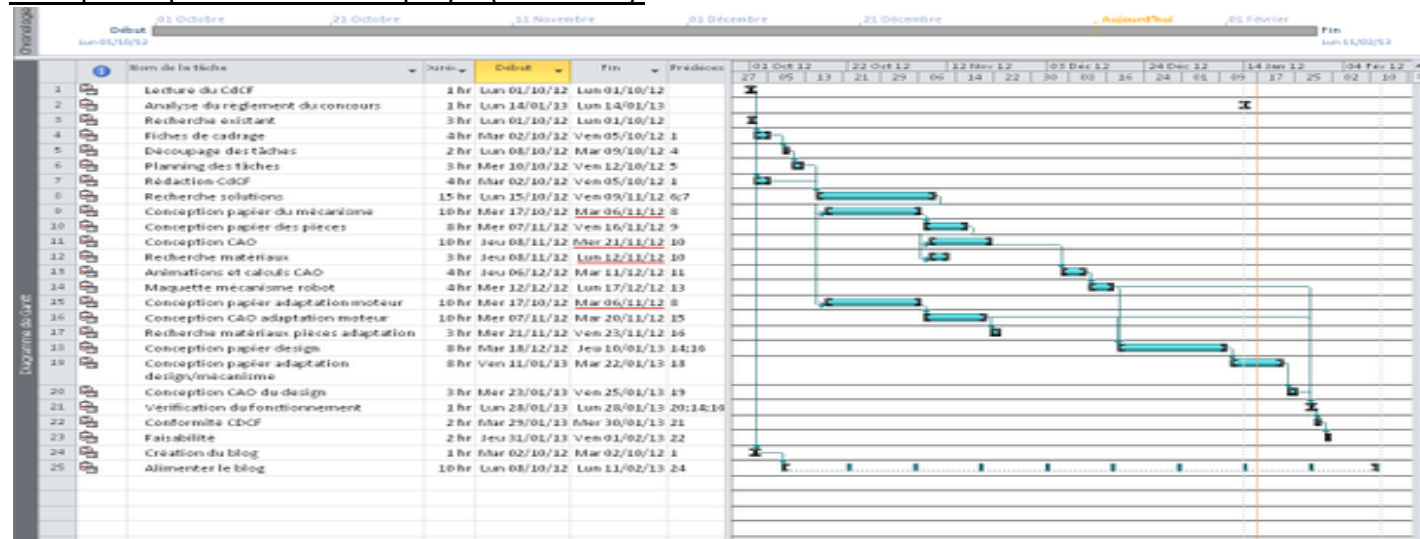 01 Octobre 21 Octobre 11 Novembre 01 Décembre 21 Décembre Aujourd'hui 01 Février
Début Fin
Lun 01/10/12 Lun 11/02/13
Chronologie
Nom de la tâche Durée Début Fin Prédéces
01 Oct 12 22 Oct 12 12 Nov 12 03 Déc 12 24 Déc 12 14 Jan 12 04 Fév 12
27 05 13 21 29 06 14 22 30 08 16 24 01 09 17 25 02 10
1 Lecture du CdCF 1 hr Lun 01/10/12 Lun 01/10/12
2 Analyse du règlement du concours 1 hr Lun 14/01/13 Lun 14/01/13
3 Recherche existant 3 hr Lun 01/10/12 Lun 01/10/12
4 Fiches de cadrage 4 hr Mar 02/10/12 Ven 05/10/12 1
5 Découpage des tâches 2 hr Lun 08/10/12 Mar 09/10/12 4
6 Planning des tâches 3 hr Mer 10/10/12 Ven 12/10/12 5
7 Rédaction CdCF 4 hr Mar 02/10/12 Ven 05/10/12 1
8 Recherche solutions 15 hr Lun 15/10/12 Ven 09/11/12 6;7
9 Conception papier du mécanisme 10 hr Mer 17/10/12 Mar 06/11/12 8
10 Conception papier des pièces 8 hr Mer 07/11/12 Ven 16/11/12 9
11 Conception CAO 10 hr Jeu 08/11/12 Mer 21/11/12 10
12 Recherche matériaux 3 hr Jeu 08/11/12 Lun 12/11/12 10
13 Animations et calculs CAO 4 hr Jeu 06/12/12 Mar 11/12/12 11
14 Maquette mécanisme robot 4 hr Mer 12/12/12 Lun 17/12/12 13
15 Conception papier adaptation moteur 10 hr Mer 17/10/12 Mar 06/11/12 8
16 Conception CAO adaptation moteur 10 hr Mer 07/11/12 Mar 20/11/12 15
17 Recherche matériaux pièces adaptation 3 hr Mer 21/11/12 Ven 23/11/12 16
18 Conception papier design 8 hr Mar 18/12/12 Jeu 10/01/13 14;16
19 Conception papier adaptation 8 hr Ven 11/01/13 Mar 22/01/13 18
design/mécanisme
20 Conception CAO du design 3 hr Mer 23/01/13 Ven 25/01/13 19
21 Vérification du fonctionnement 1 hr Lun 28/01/13 Lun 28/01/13 20;14;16
22 Conformité CDCF 2 hr Mar 29/01/13 Mer 30/01/13 21
23 Faisabilité 2 hr Jeu 31/01/13 Ven 01/02/13 22
24 Création du blog 1 hr Mar 02/10/12 Mar 02/10/12 1
25 Alimenter le blog 10 hr Lun 08/10/12 Lun 11/02/13 24
Diagramme de Gantt